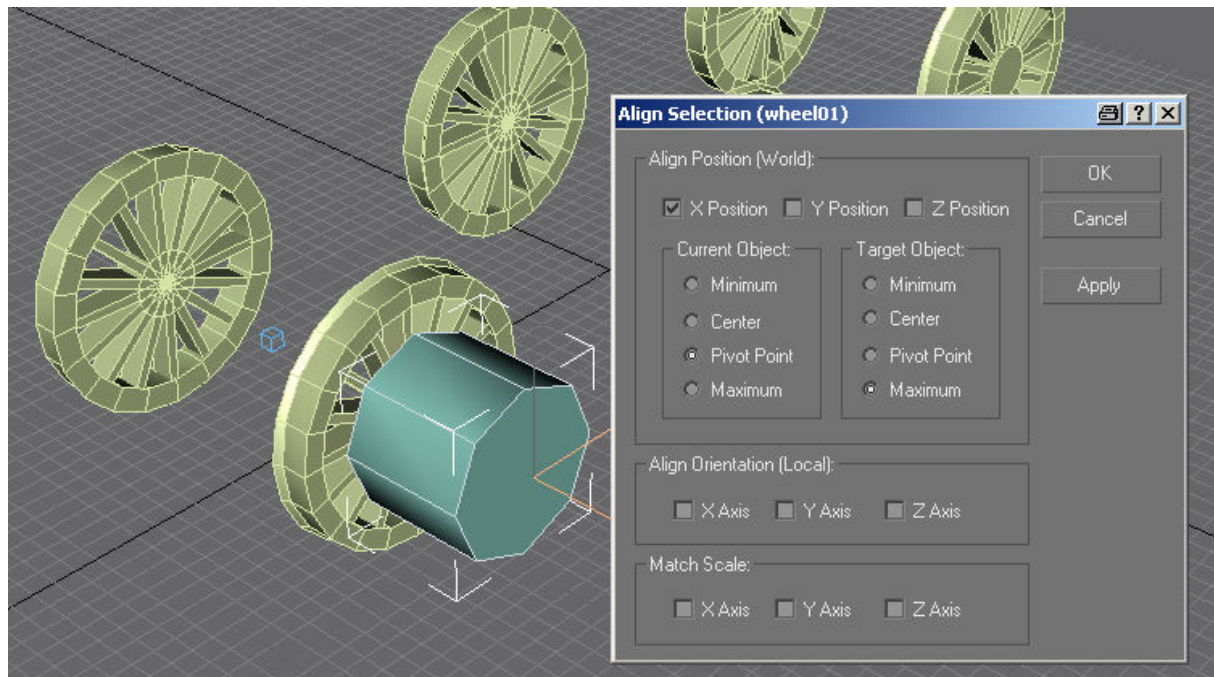 Align Selection (wheel01)
Align Position (World):
OK
X Position Y Position Z Position
Cancel
Current Object: Target Object:
Minimum Minimum
Apply
Center Center
Pivot Point Pivot Point
Maximum Maximum
Align Orientation (Local):
X Axis Y Axis Z Axis
Match Scale:
X Axis Y Axis Z Axis